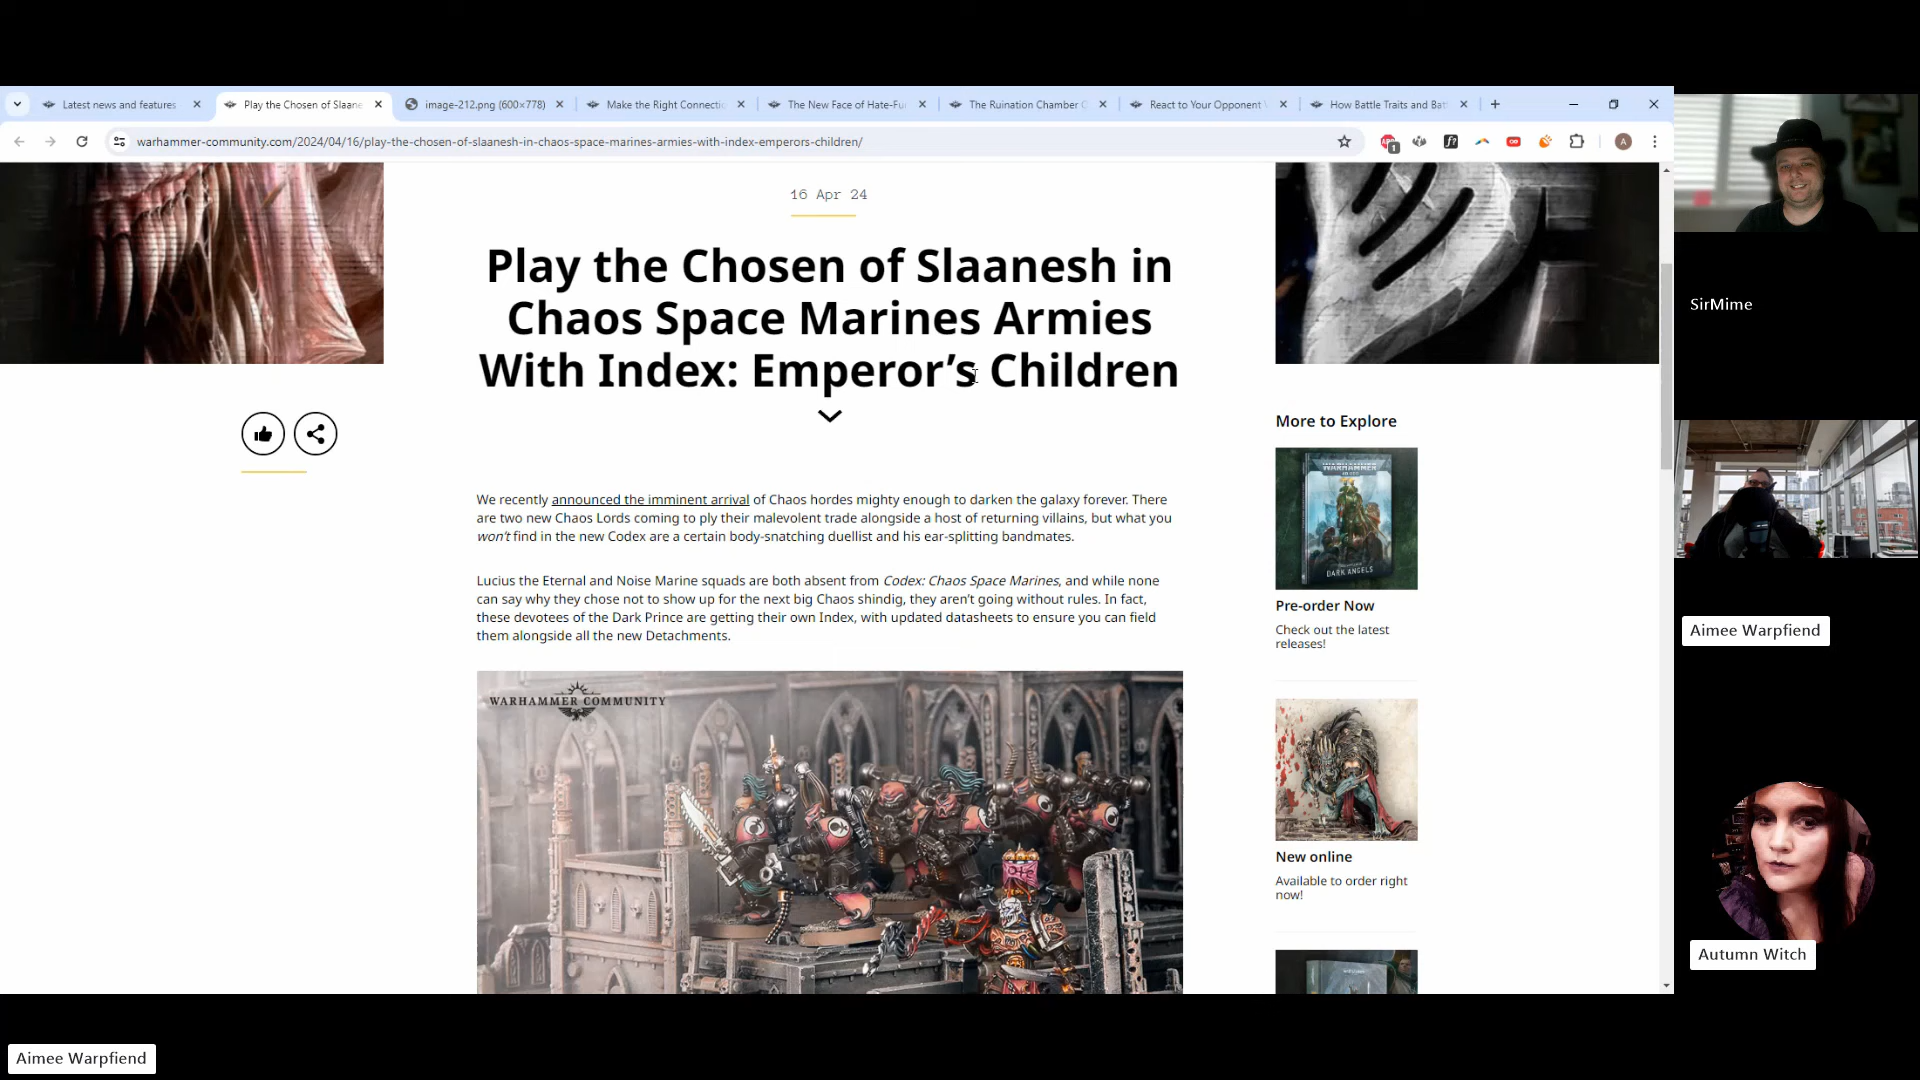 Latest news and features
Play the Chosen of Slaane
image-212.png (600×778)
Make the Right Connecti
The New Face of Hate-Fu
The Ruination Chamber
React to Your Opponent
How Battle Traits and Bat
warhammer-community.com/2024/04/16/play-the-chosen-of-slaanesh-in-chaos-space-marines-armies-with-index-emperors-children/
1
A
16 Apr 24
Play the Chosen of Slaanesh in
Chaos Space Marines Armies
With Index: Emperor’s Children
We recently announced the imminent arrival of Chaos hordes mighty enough to darken the galaxy forever. There
are two new Chaos Lords coming to ply their malevolent trade alongside a host of returning villains, but what you
won’t find in the new Codex are a certain body-snatching duellist and his ear-splitting bandmates.
Lucius the Eternal and Noise Marine squads are both absent from Codex: Chaos Space Marines, and while none
can say why they chose not to show up for the next big Chaos shindig, they aren’t going without rules. In fact,
these devotees of the Dark Prince are getting their own Index, with updated datasheets to ensure you can field
them alongside all the new Detachments.
WARHAMMER COMMUNITY
More to Explore
WARHAMMER
DARK ANGELS
Pre-order Now
Check out the latest
releases!
New online
Available to order right
now!
SirMime
Aimee Warpfiend
Autumn Witch
Aimee Warpfiend